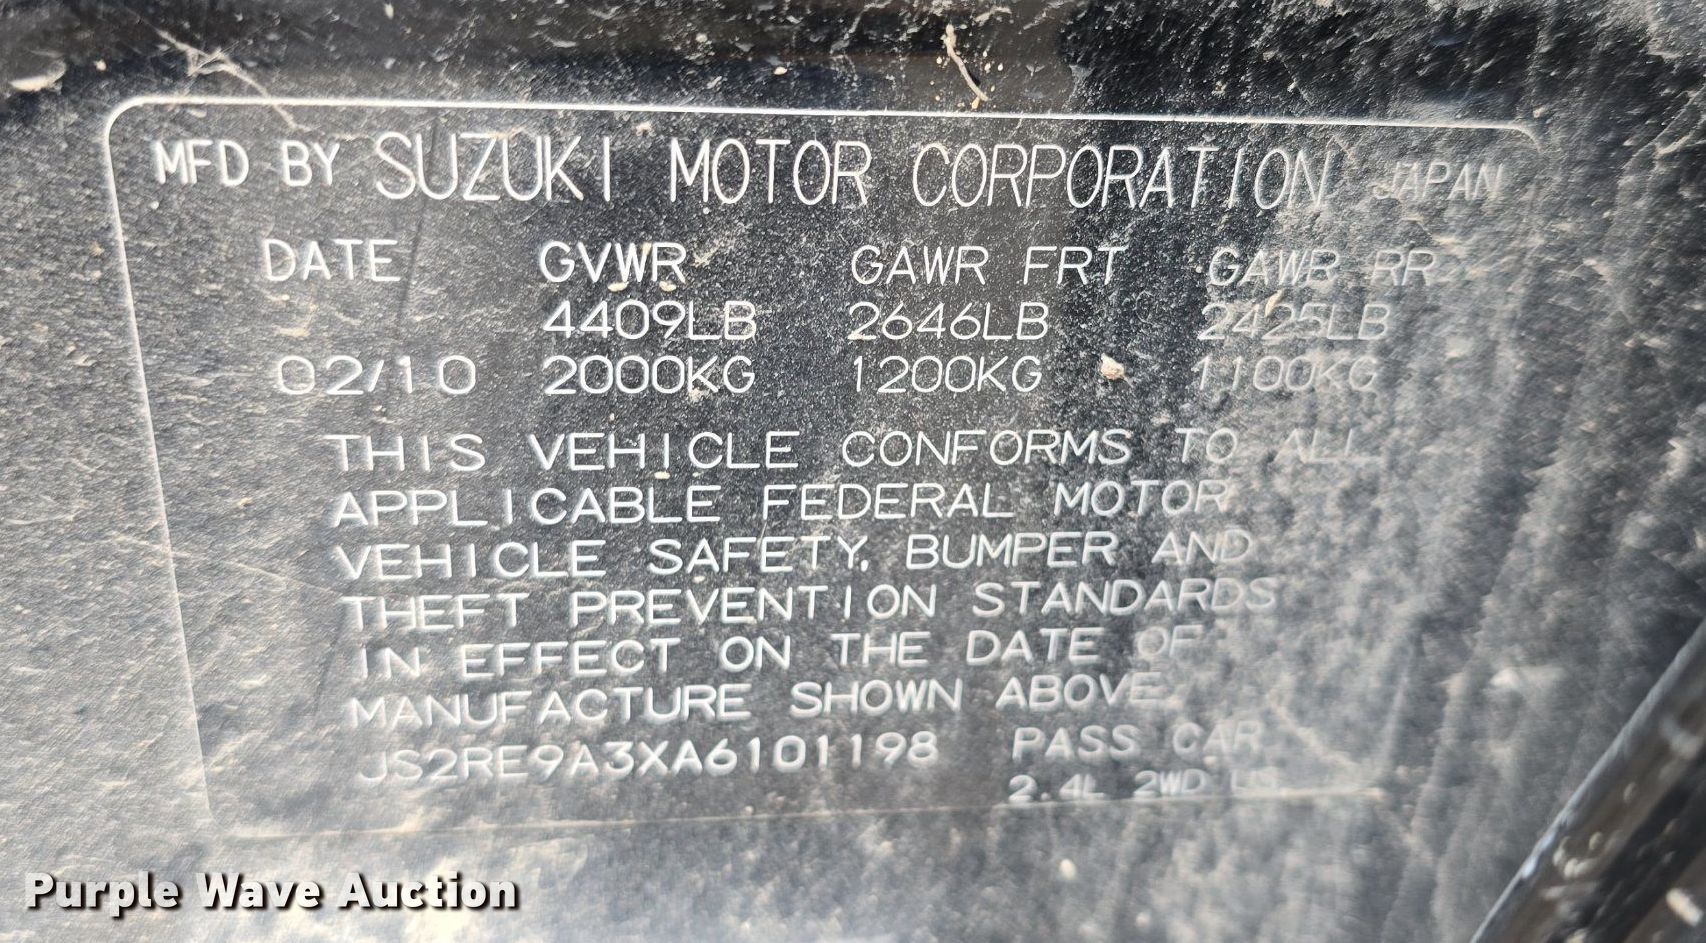 MFD BY SUZUKI MOTOR CORPORATION JAPAN
DATE GVWR GAWR FRT GAWR RR
4409LB 2646LB 2425LB
02/10 2000KG 1200KG 1100KG
THIS VEHICLE CONFORMS TO ALL
APPLICABLE FEDERAL MOTOR
VEHICLE SAFETY, BUMPER AND
THEFT PREVENTION STANDARDS
IN EFFECT ON THE DATE OF
MANUFACTURE SHOWN ABOVE.
JS2RE9A3XA6101198 PASS CAR
2.4L 2WD US
Purple Wave Auction